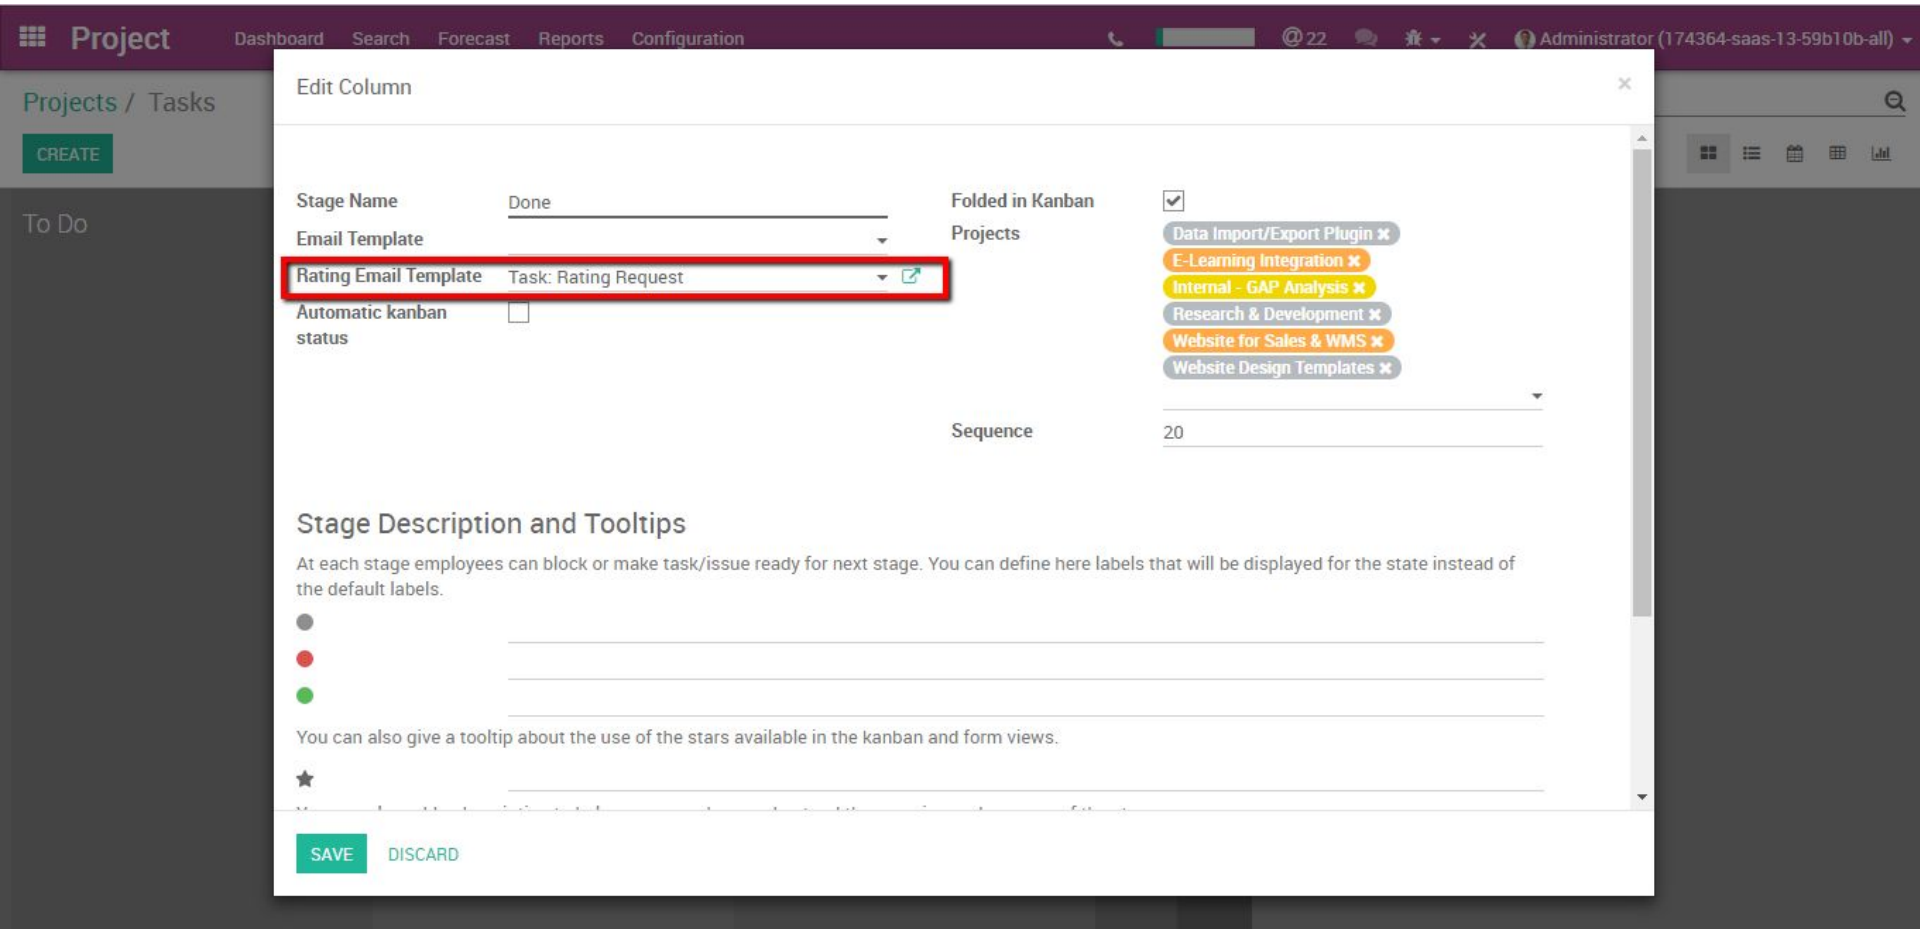 Project Dashboard Search Forecast Reports Configuration @ 22 Administrator (174364-saas-13-59b10b-all)
Projects / Tasks
CREATE
To Do
Edit Column ×
Stage Name Done
Email Template
Rating Email Template Task: Rating Request
Automatic kanban
status
Folded in Kanban
Projects Data Import/Export Plugin ×
E-Learning Integration ×
Internal - GAP Analysis ×
Research & Development ×
Website for Sales & WMS ×
Website Design Templates ×
Sequence 20
Stage Description and Tooltips
At each stage employees can block or make task/issue ready for next stage. You can define here labels that will be displayed for the state instead of
the default labels.
You can also give a tooltip about the use of the stars available in the kanban and form views.
SAVE DISCARD